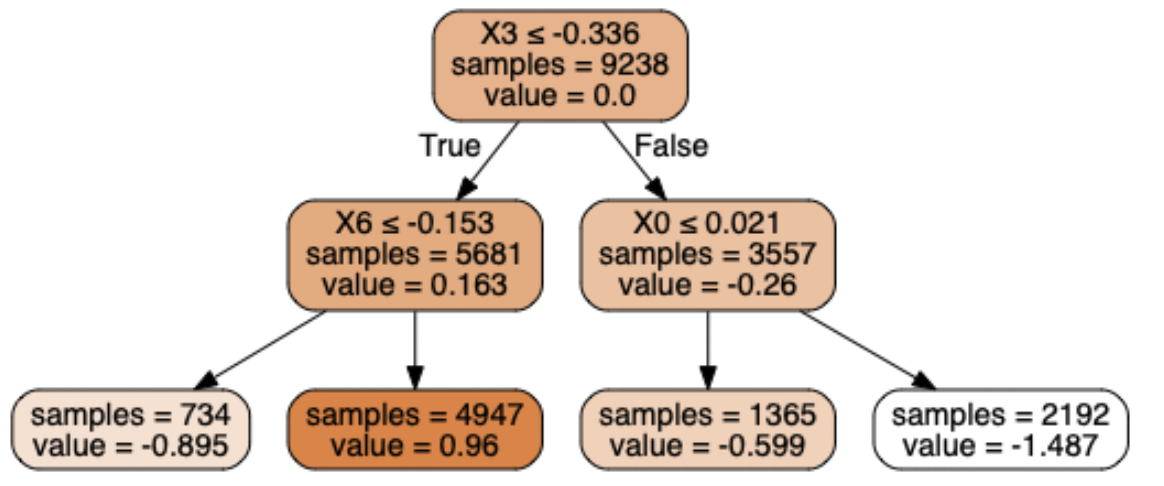 X3 ≤ -0.336
samples = 9238
value = 0.0
True
False
X6 ≤ -0.153
samples = 5681
value = 0.163
X0 ≤ 0.021
samples = 3557
value = -0.26
samples = 734
value = -0.895
samples = 4947
value = 0.96
samples = 1365
value = -0.599
samples = 2192
value = -1.487